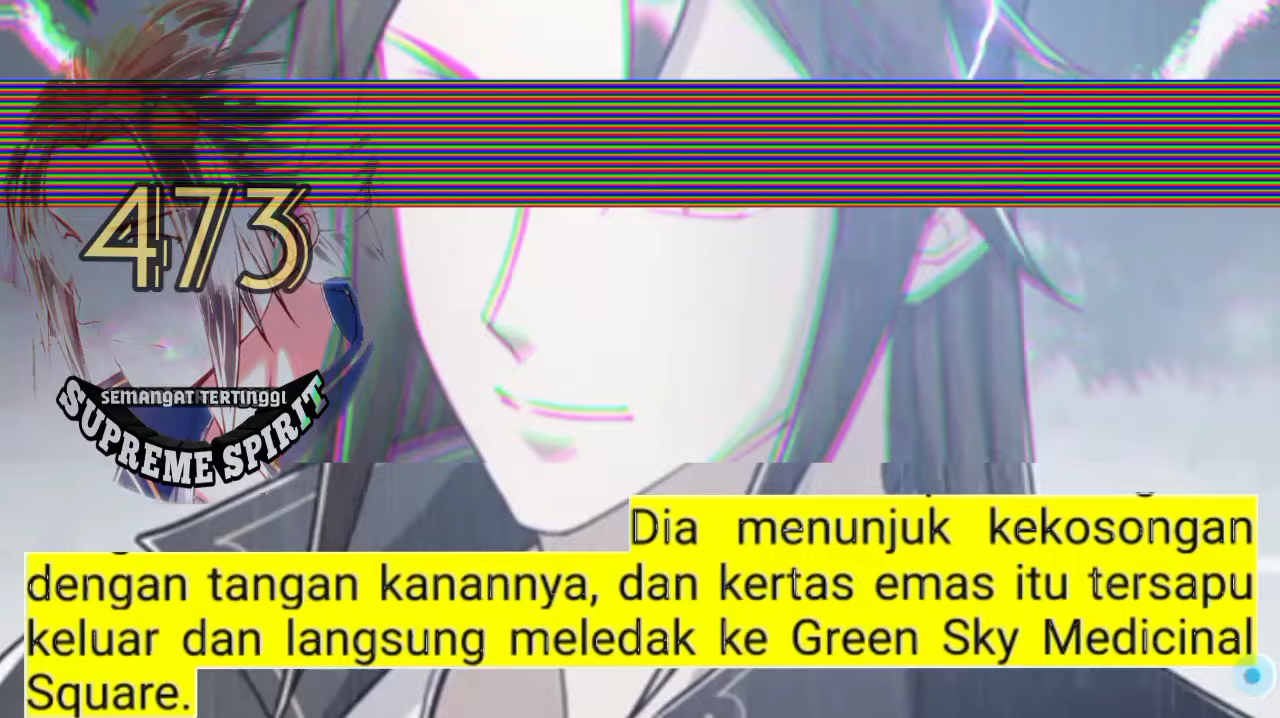 473
SEMANGAT TERTINGGI
SUPREME SPIRIT
Dia menunjuk kekosongan
dengan tangan kanannya, dan kertas emas itu tersapu
keluar dan langsung meledak ke Green Sky Medicinal
Square.